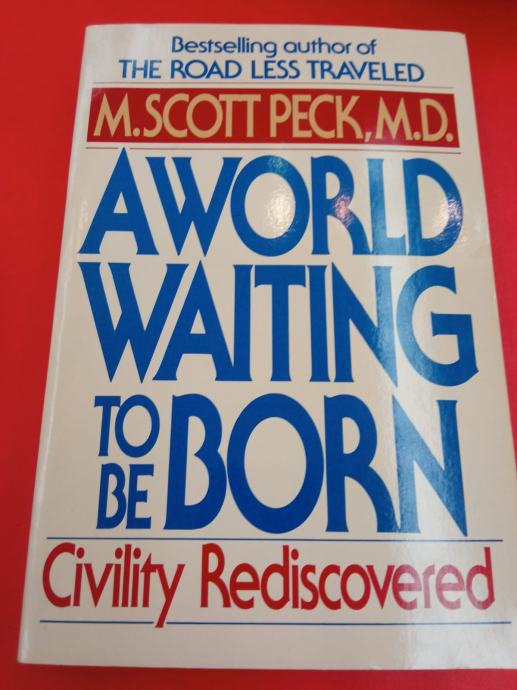 Bestselling author of
THE ROAD LESS TRAVELED
M. SCOTT PECK, M.D.
A WORLD
WAITING
TO BE BORN
Civility Rediscovered